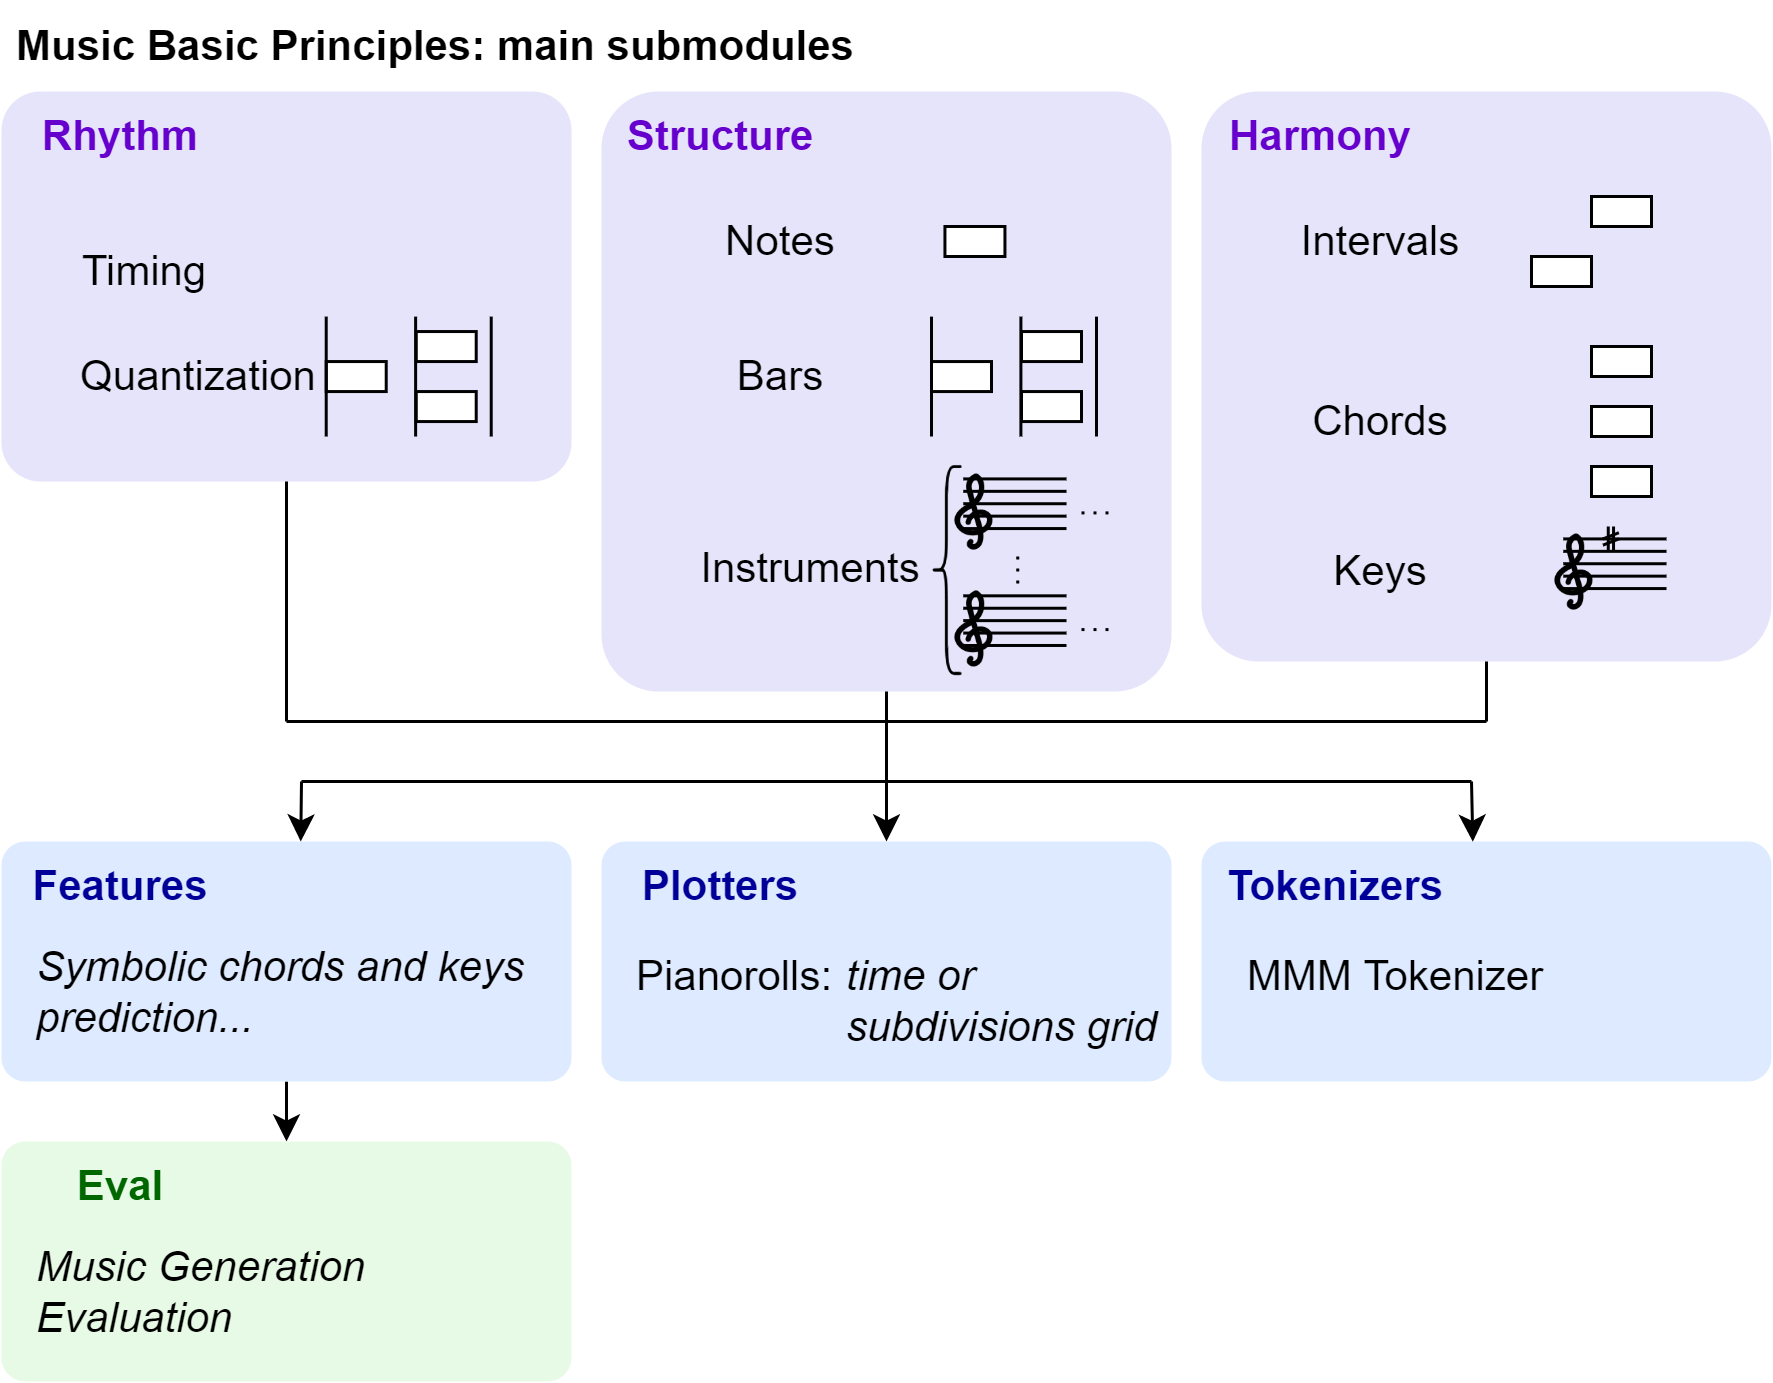 Music Basic Principles: main submodules
Rhythm
Timing
Quantization
Structure
Notes
Bars
Instruments
...
...
...
Harmony
Intervals
Chords
Keys
Features
Symbolic chords and keys
prediction...
Plotters
Pianorolls: time or
subdivisions grid
Tokenizers
MMM Tokenizer
Eval
Music Generation
Evaluation